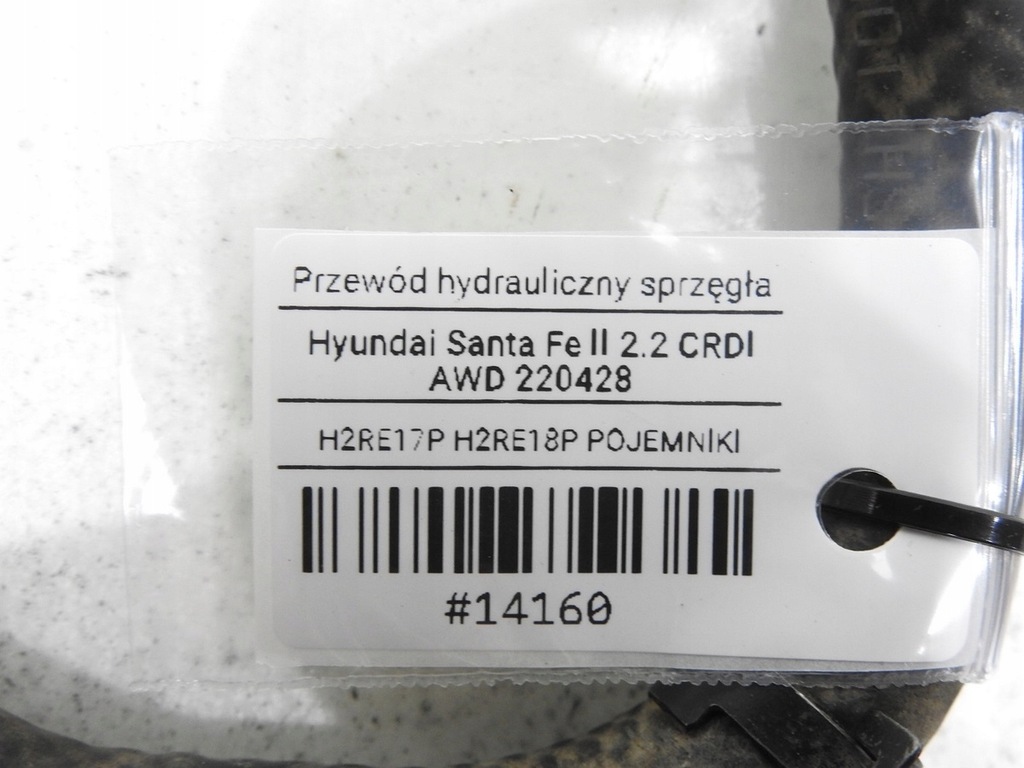 Przewód hydrauliczny sprzęgła
Hyundai Santa Fe II 2.2 CRDI
AWD 220428
H2RE17P H2RE18P POJEMNIKI
#14160